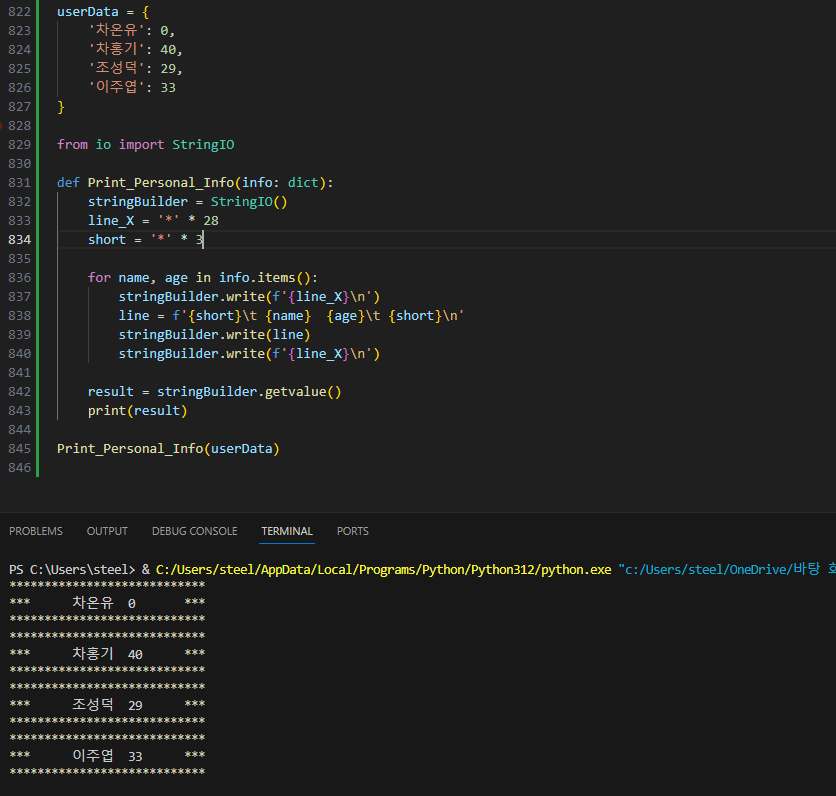 822 userData = {
823     '차온유': 0,
824     '차홍기': 40,
825     '조성덕': 29,
826     '이주엽': 33
827 }
828
829 from io import StringIO
830
831 def Print_Personal_Info(info: dict):
832     stringBuilder = StringIO()
833     line_X = '*' * 28
834     short = '*' * 3
835
836     for name, age in info.items():
837         stringBuilder.write(f'{line_X}\n')
838         line = f'{short}\t {name}  {age}\t {short}\n'
839         stringBuilder.write(line)
840         stringBuilder.write(f'{line_X}\n')
841
842     result = stringBuilder.getvalue()
843     print(result)
844
845 Print_Personal_Info(userData)
846
PROBLEMS OUTPUT DEBUG CONSOLE TERMINAL PORTS
PS C:\Users\steel> & C:/Users/steel/AppData/Local/Programs/Python/Python312/python.exe "c:/Users/steel/OneDrive/바탕
****************************
***      차온유  0       ***
****************************
****************************
***      차홍기  40      ***
****************************
****************************
***      조성덕  29      ***
****************************
****************************
***      이주엽  33      ***
****************************